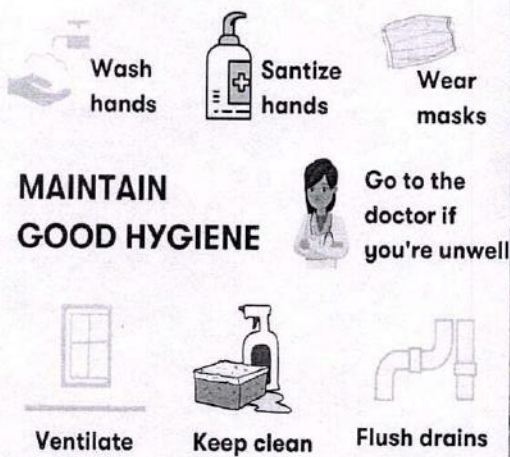 Wash
hands
Santize
hands
Wear
masks
MAINTAIN
GOOD HYGIENE
Go to the
doctor if
you're unwell
Ventilate
Keep clean
Flush drains